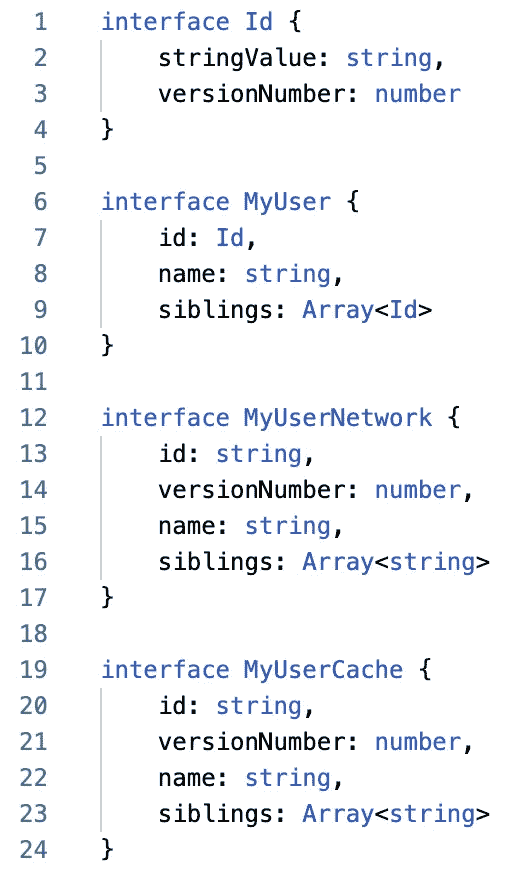 1 interface Id {
2 stringValue: string,
3 versionNumber: number
4 }
5
6 interface MyUser {
7 id: Id,
8 name: string,
9 siblings: Array<Id>
10 }
11
12 interface MyUserNetwork {
13 id: string,
14 versionNumber: number,
15 name: string,
16 siblings: Array<string>
17 }
18
19 interface MyUserCache {
20 id: string,
21 versionNumber: number,
22 name: string,
23 siblings: Array<string>
24 }